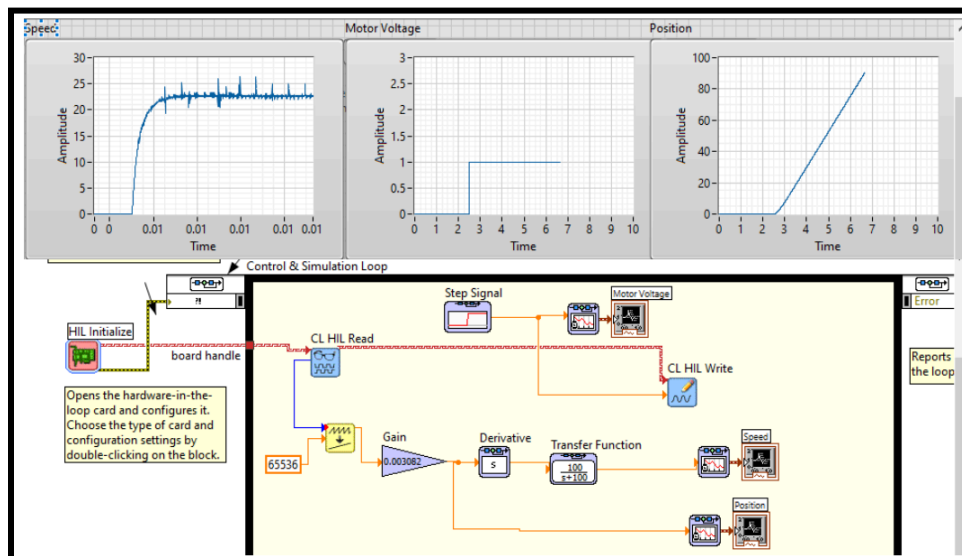 Speed
Motor Voltage
Position
30
25
20
15
10
5
0
Amplitude
0 0 0.01 0.01 0.01 0.01 0.01
Time
3
2.5
2
1.5
1
0.5
0
Amplitude
0 1 2 3 4 5 6 7 8 9 10
Time
100
80
60
40
20
0
Amplitude
0 1 2 3 4 5 6 7 8 9 10
Time
Control & Simulation Loop
?!
Error
HIL Initialize
board handle
Opens the hardware-in-the-
loop card and configures it.
Choose the type of card and
configuration settings by
double-clicking on the block.
Step Signal
Motor Voltage
CL HIL Read
CL HIL Write
Reports
the loop
65536
Gain
0.003082
Derivative
s
Transfer Function
100
s+100
Speed
Position